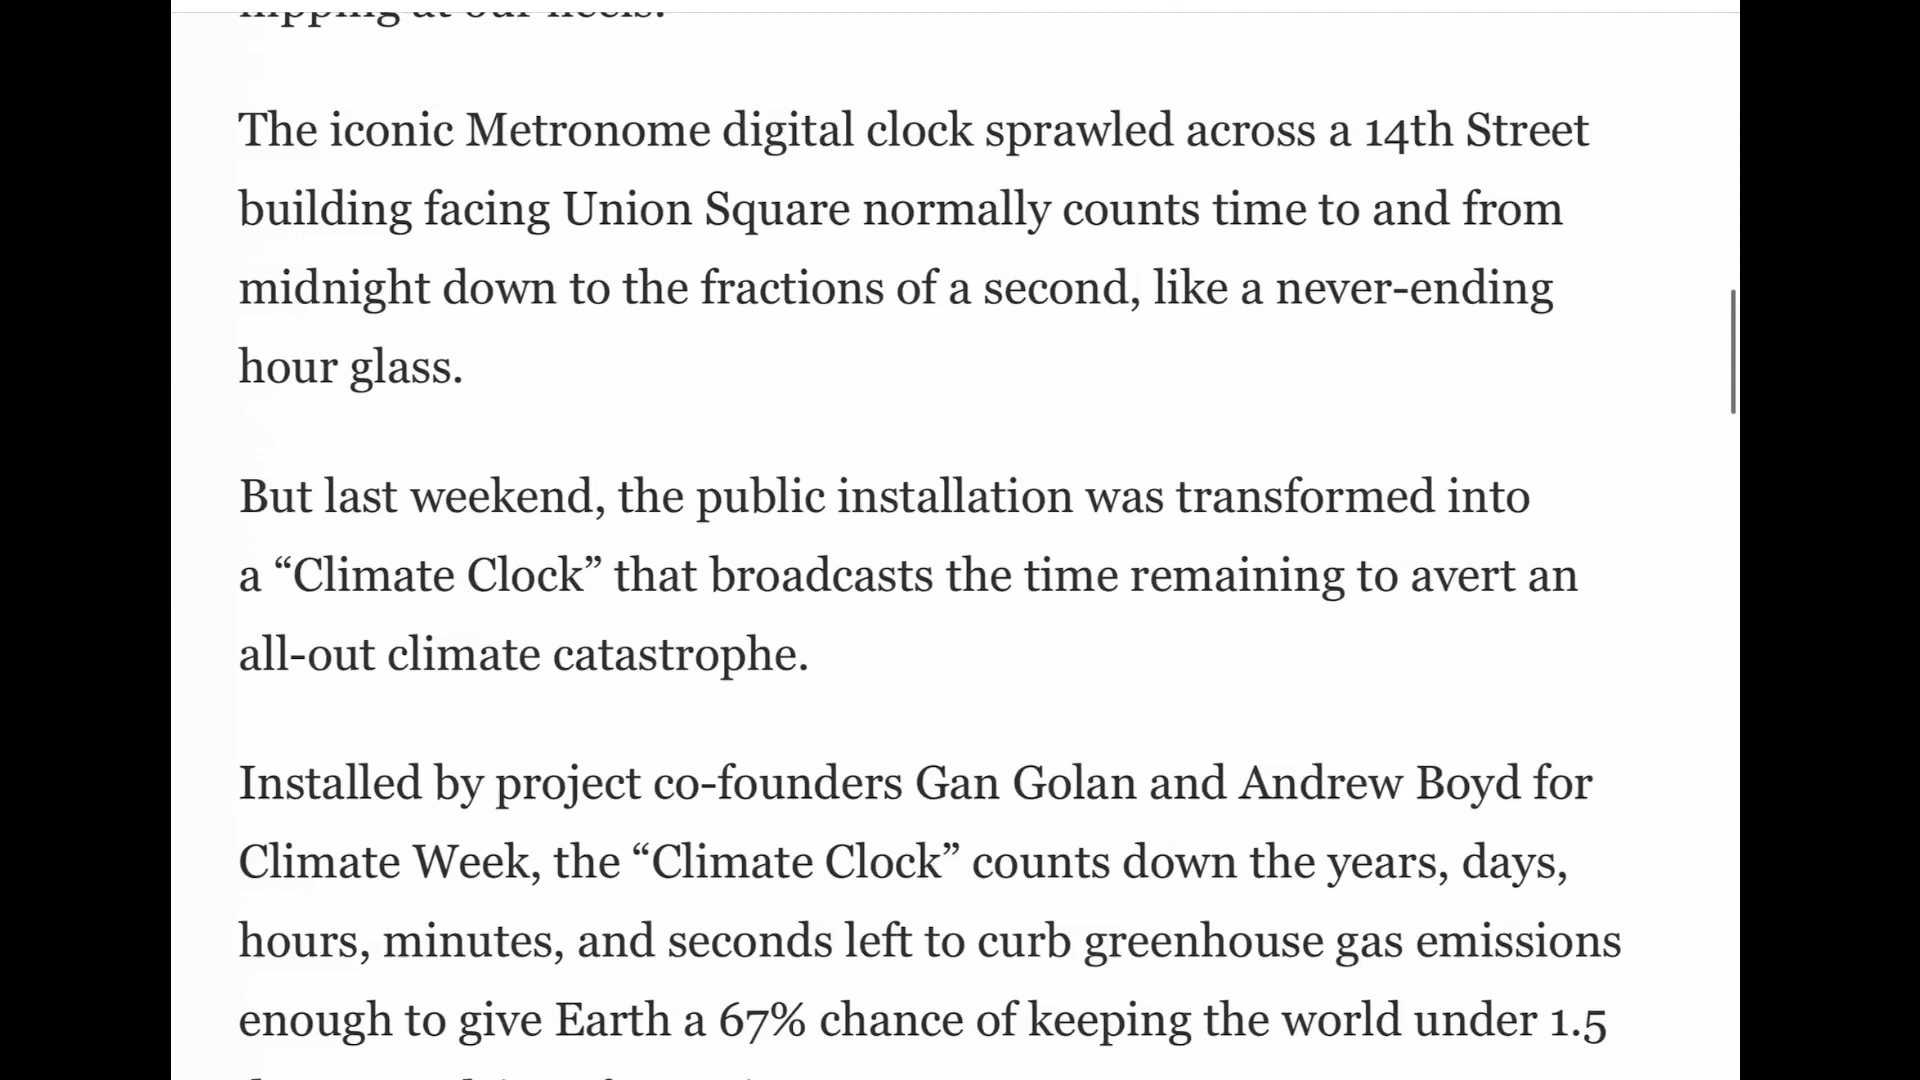 nipping at our heels.
The iconic Metronome digital clock sprawled across a 14th Street
building facing Union Square normally counts time to and from
midnight down to the fractions of a second, like a never-ending
hour glass.
But last weekend, the public installation was transformed into
a “Climate Clock” that broadcasts the time remaining to avert an
all-out climate catastrophe.
Installed by project co-founders Gan Golan and Andrew Boyd for
Climate Week, the “Climate Clock” counts down the years, days,
hours, minutes, and seconds left to curb greenhouse gas emissions
enough to give Earth a 67% chance of keeping the world under 1.5